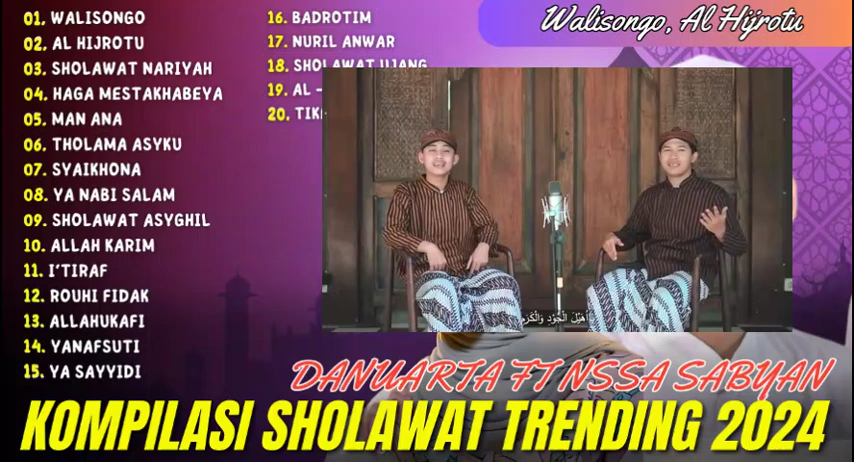 01. WALISONGO
02. AL HIJROTU
03. SHOLAWAT NARIYAH
04. HAGA MESTAKHABEYA
05. MAN ANA
06. THOLAMA ASYKU
07. SYAIKHONA
08. YA NABI SALAM
09. SHOLAWAT ASYGHIL
10. ALLAH KARIM
11. I'TIRAF
12. ROUHI FIDAK
13. ALLAHUKAFI
14. YANAFSUTI
15. YA SAYYIDI
16. BADROTIM
17. NURIL ANWAR
18. SHOLAWAT UJANG
19. AL -
20.
Walisongo, Al Hijrotu
الْجُوْدِ وَالْكَرَمِ
DANUARTA FT NSSA SABYAN
KOMPILASI SHOLAWAT TRENDING 2024